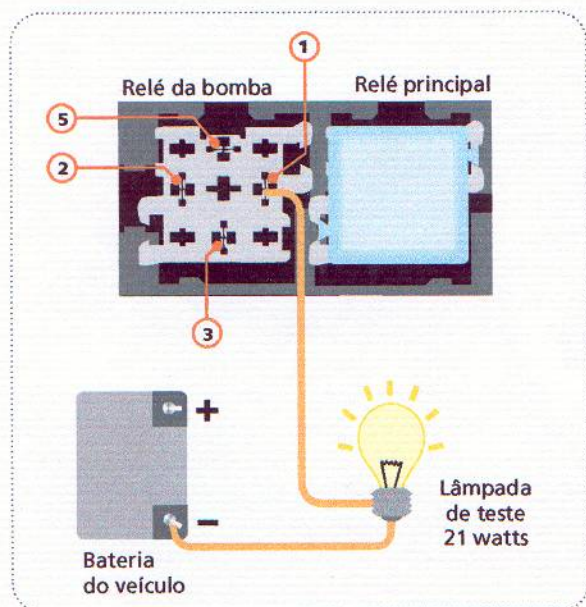 1
Relé da bomba
Relé principal
5
2
3
+
−
Bateria
do veículo
Lâmpada
de teste
21 watts